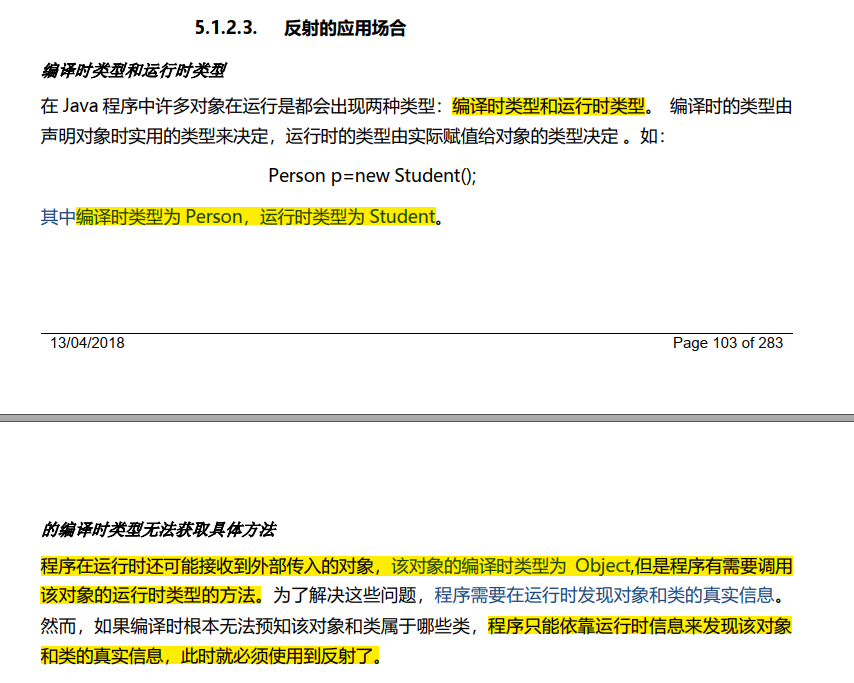 5.1.2.3. 反射的应用场合
编译时类型和运行时类型
在 Java 程序中许多对象在运行是都会出现两种类型：编译时类型和运行时类型。 编译时的类型由
声明对象时实用的类型来决定，运行时的类型由实际赋值给对象的类型决定 。如：
Person p=new Student();
其中编译时类型为 Person，运行时类型为 Student。
13/04/2018 Page 103 of 283
的编译时类型无法获取具体方法
程序在运行时还可能接收到外部传入的对象，该对象的编译时类型为 Object,但是程序有需要调用
该对象的运行时类型的方法。为了解决这些问题，程序需要在运行时发现对象和类的真实信息。
然而，如果编译时根本无法预知该对象和类属于哪些类，程序只能依靠运行时信息来发现该对象
和类的真实信息，此时就必须使用到反射了。